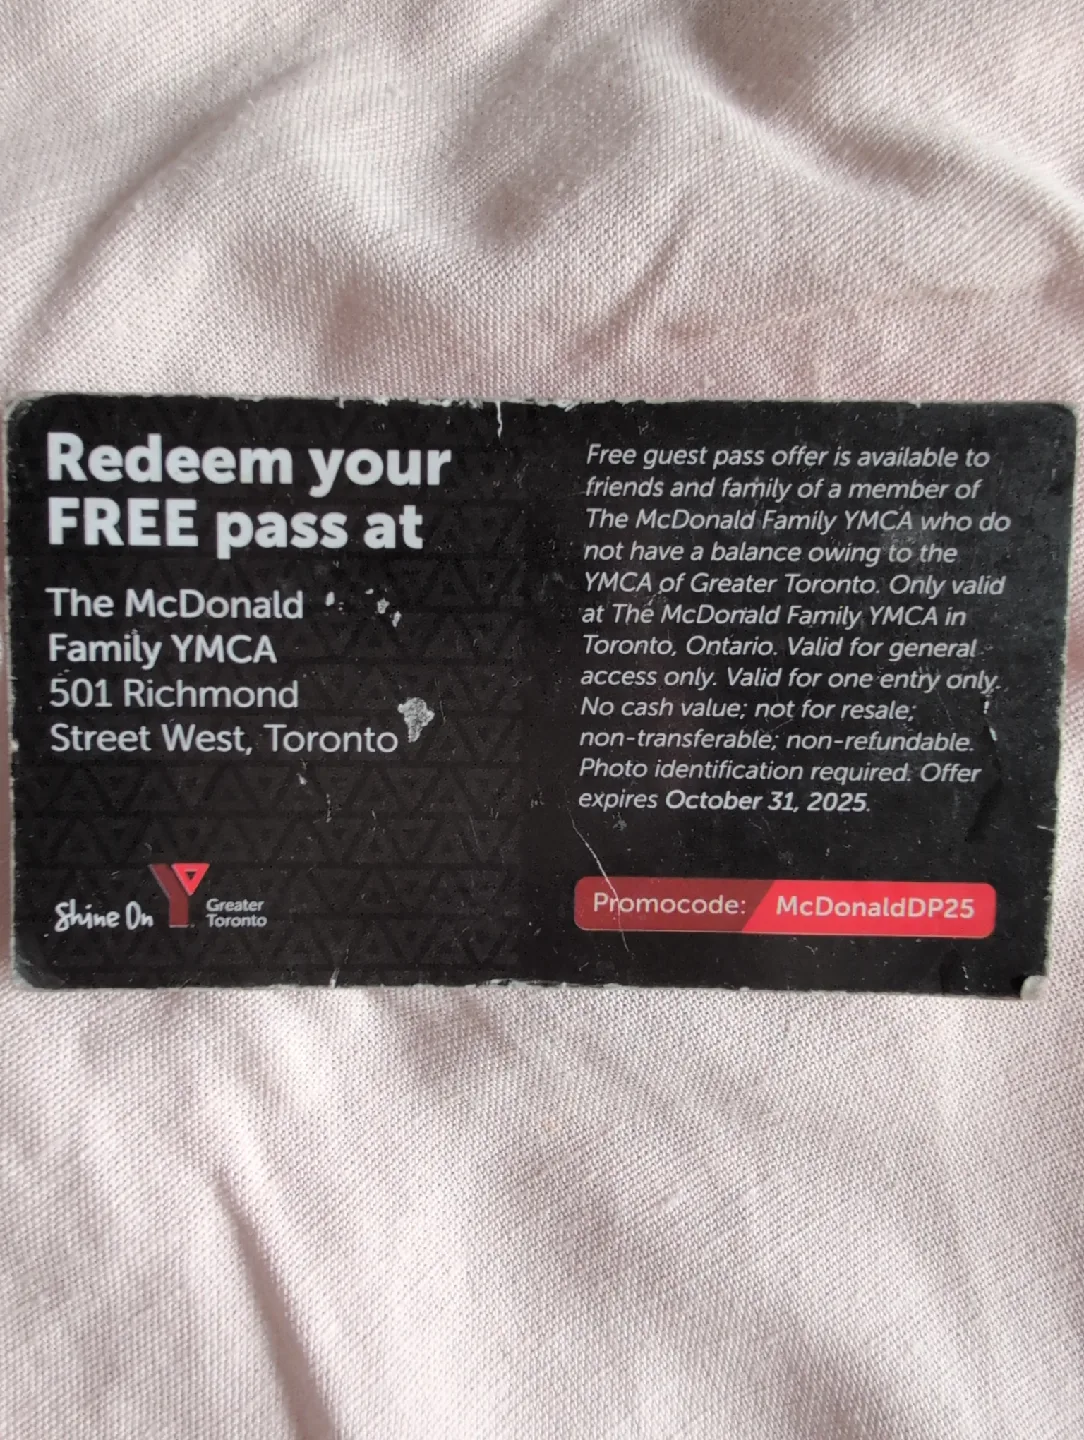 Redeem your
FREE pass at
The McDonald
Family YMCA
501 Richmond
Street West, Toronto
Shine On
Greater
Toronto
Free guest pass offer is available to
friends and family of a member of
The McDonald Family YMCA who do
not have a balance owing to the
YMCA of Greater Toronto. Only valid
at The McDonald Family YMCA in
Toronto, Ontario. Valid for general
access only. Valid for one entry only.
No cash value; not for resale;
non-transferable; non-refundable.
Photo identification required. Offer
expires October 31, 2025.
Promocode: McDonaldDP25